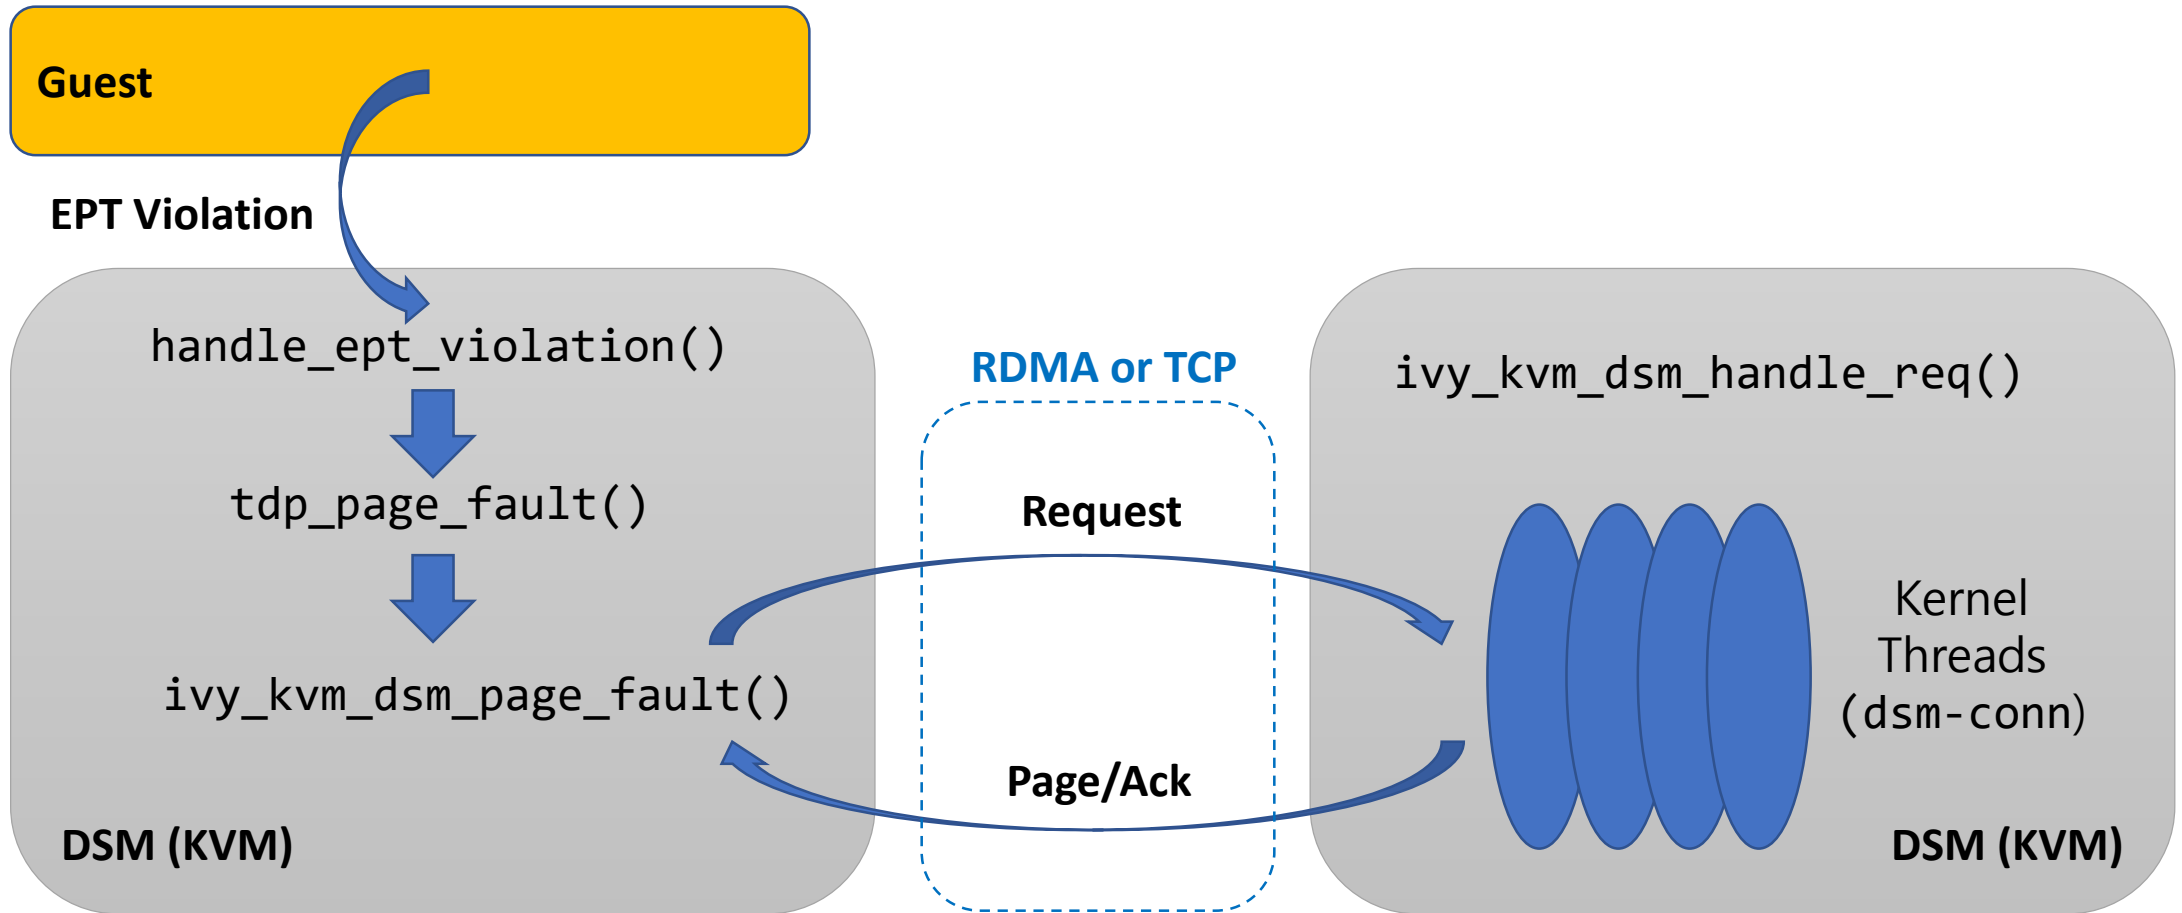 Guest
EPT Violation
handle_ept_violation()
tdp_page_fault()
ivy_kvm_dsm_page_fault()
DSM (KVM)
RDMA or TCP
Request
Page/Ack
ivy_kvm_dsm_handle_req()
Kernel
Threads
(dsm-conn)
DSM (KVM)